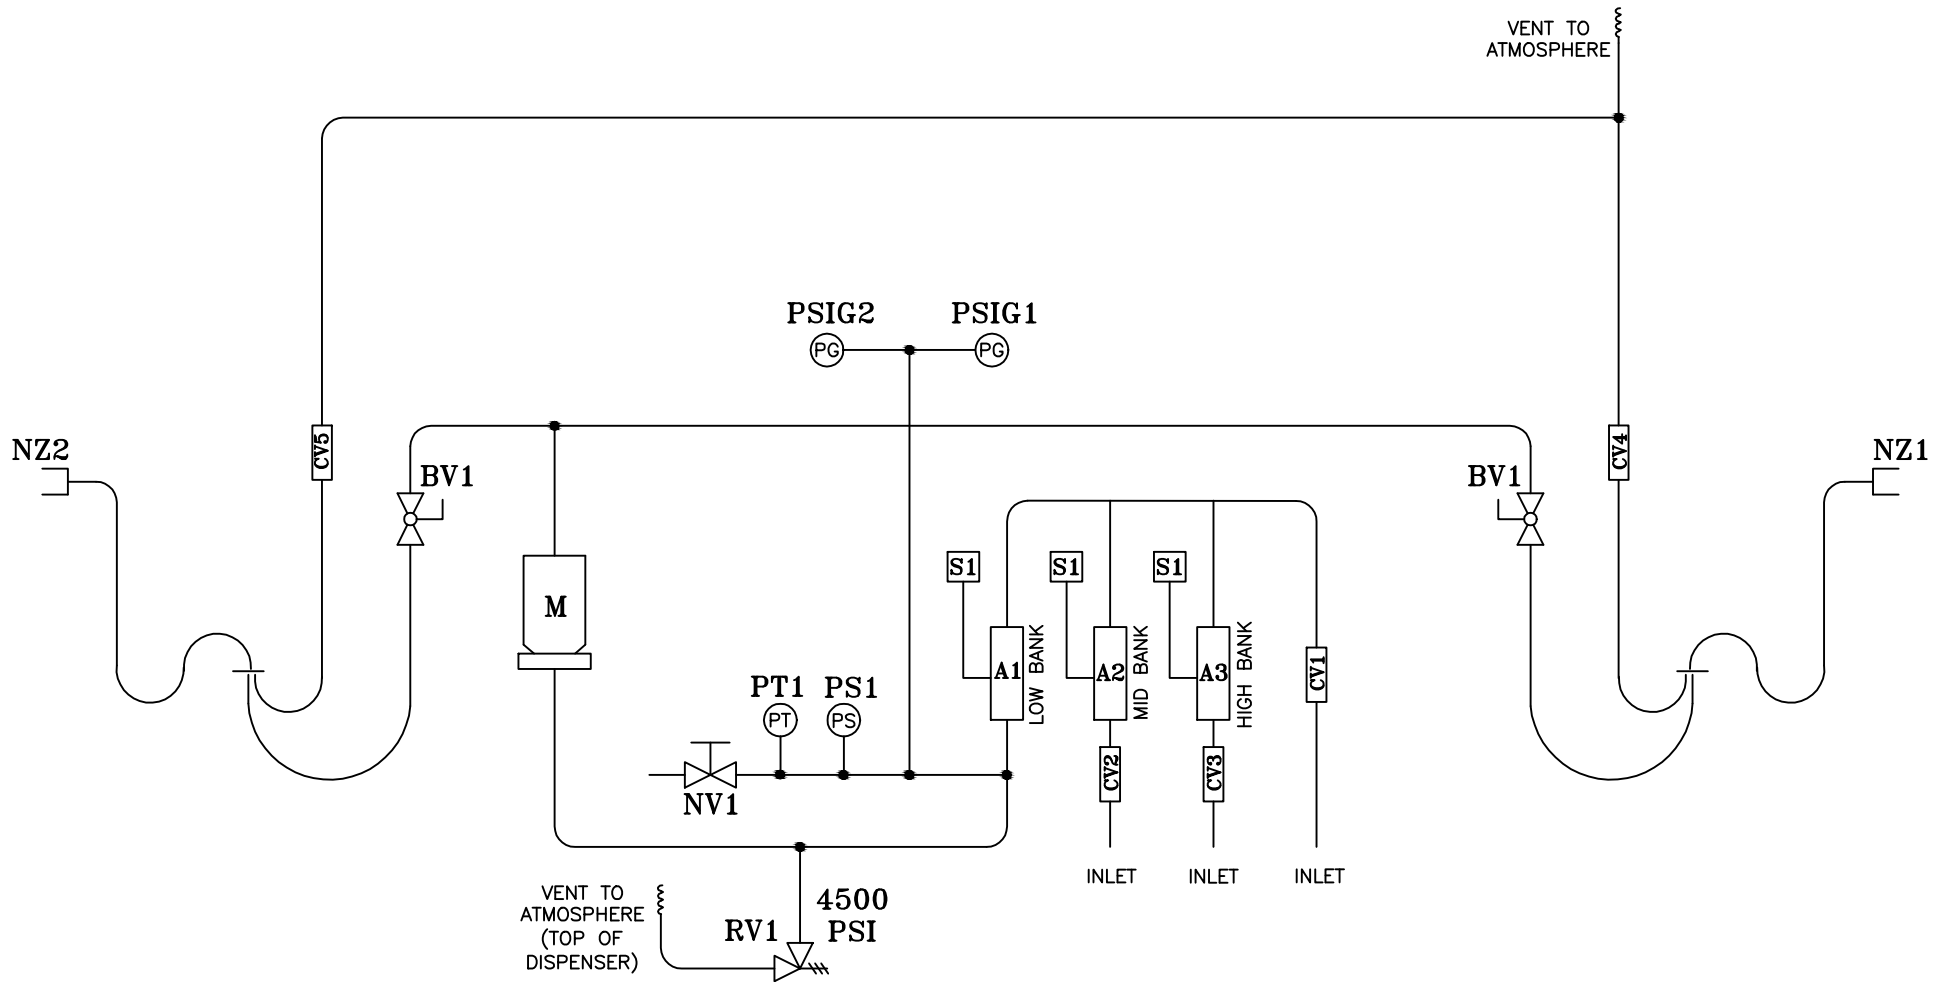 VENT TO
ATMOSPHERE
PSIG2
PSIG1
PG
PG
NZ2
CV5
BV1
BV1
CV4
NZ1
S1
S1
S1
M
A1
LOW BANK
A2
MID BANK
A3
HIGH BANK
CV1
PT1
PS1
PT
PS
NV1
CV2
CV3
INLET
INLET
INLET
VENT TO
ATMOSPHERE
(TOP OF
DISPENSER)
RV1
4500
PSI